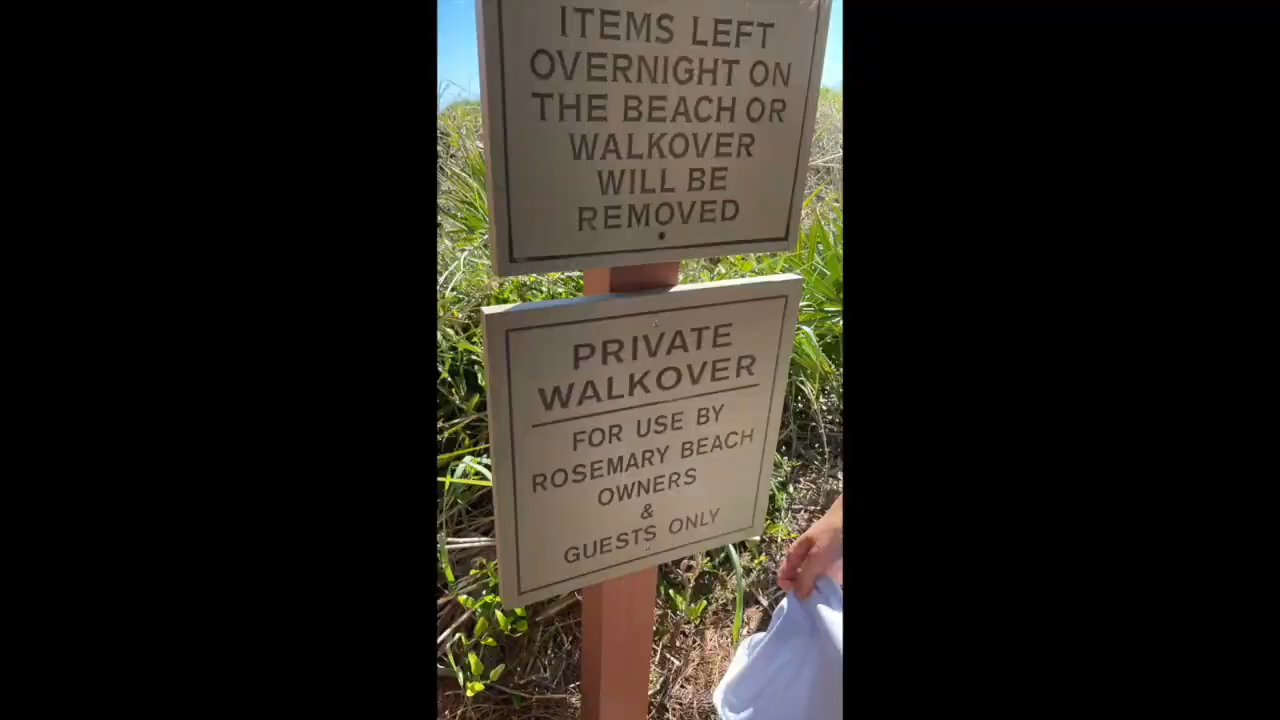 ITEMS LEFT
OVERNIGHT ON
THE BEACH OR
WALKOVER
WILL BE
REMOVED
PRIVATE
WALKOVER
FOR USE BY
ROSEMARY BEACH
OWNERS
&
GUESTS ONLY